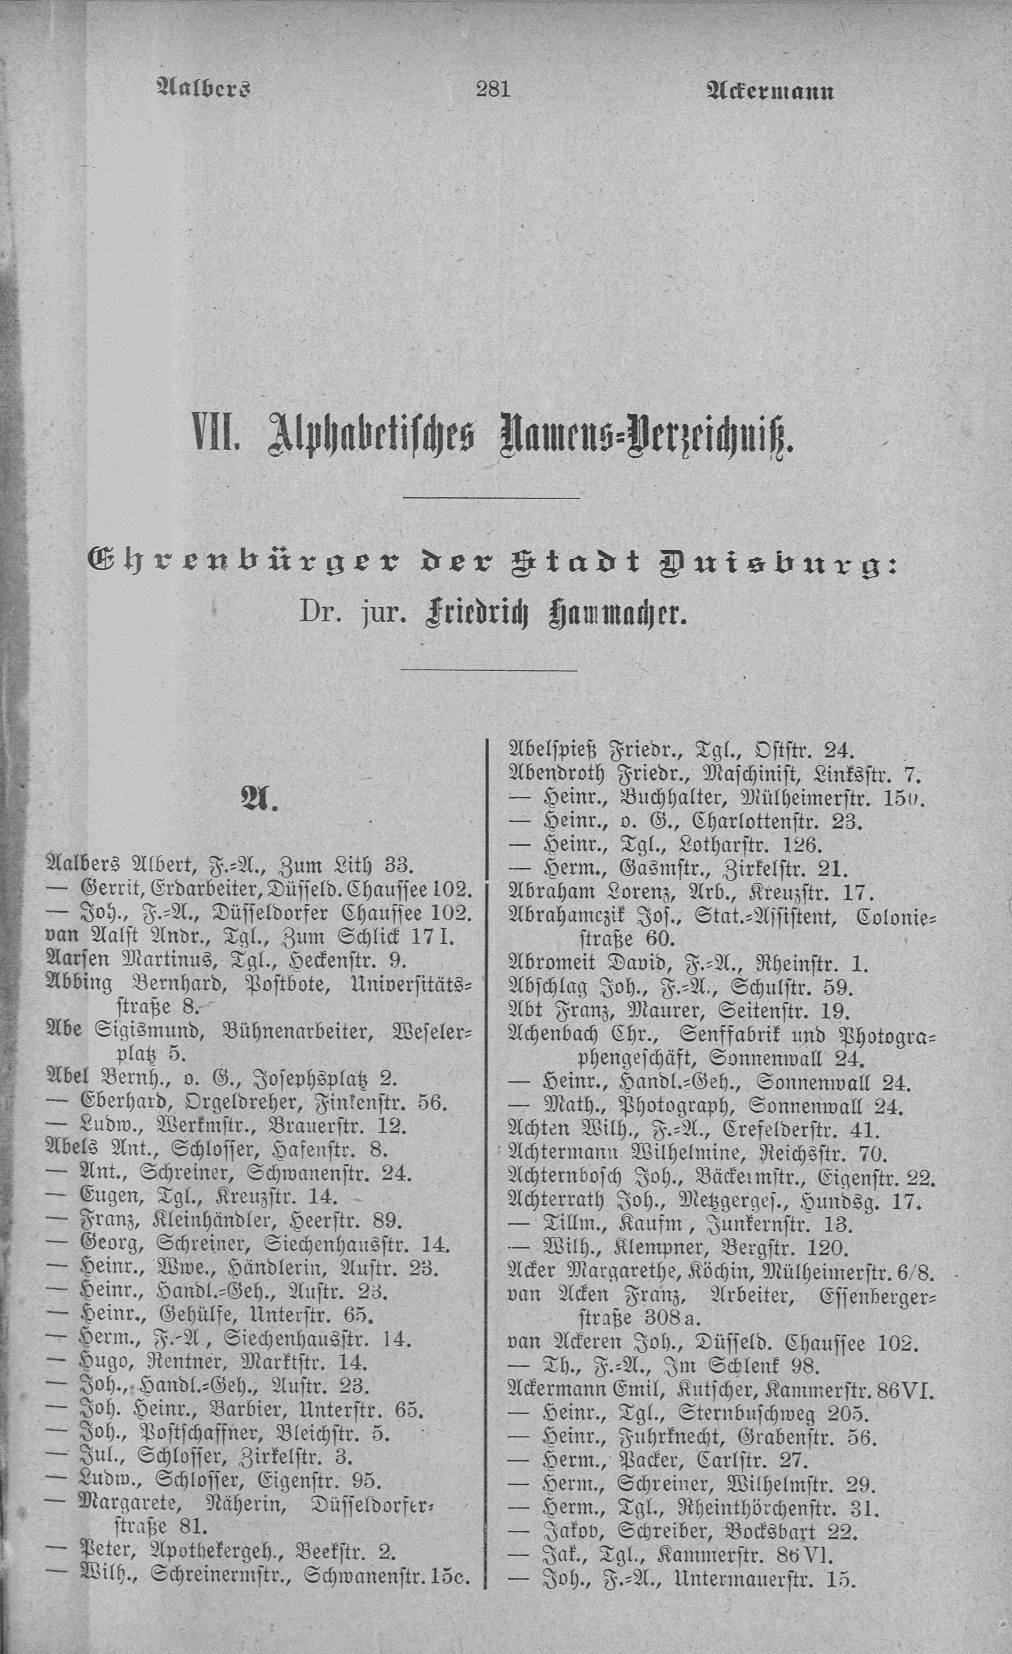 Aalbers 281 Ackermann
VII. Alphabetisches Namens-Verzeichniß.
Ehrenbürger der Stadt Duisburg:
Dr. jur. Friedrich Hammacher.
A.
Aalbers Albert, F.-A., Zum Lith 33.
— Gerrit, Erdarbeiter, Düsseld. Chaussee 102.
— Joh., F.-A., Düsseldorfer Chaussee 102.
van Aalst Andr., Tgl., Zum Schlick 17 I.
Aarsen Martinus, Tgl., Heckenstr. 9.
Abbing Bernhard, Postbote, Universitäts-
straße 8.
Abe Sigismund, Bühnenarbeiter, Weseler-
platz 5.
Abel Bernh., o. G., Josephsplatz 2.
— Eberhard, Orgeldreher, Finkenstr. 56.
— Ludw., Werkmstr., Brauerstr. 12.
Abels Ant., Schlosser, Hafenstr. 8.
— Ant., Schreiner, Schwanenstr. 24.
— Eugen, Tgl., Kreuzstr. 14.
— Franz, Kleinhändler, Heerstr. 89.
— Georg, Schreiner, Siechenhausstr. 14.
— Heinr., Wwe., Händlerin, Austr. 23.
— Heinr., Handl.-Geh., Austr. 23.
— Heinr., Gehülfe, Unterstr. 65.
— Herm., F.-A, Siechenhausstr. 14.
— Hugo, Rentner, Marktstr. 14.
— Joh., Handl.-Geh., Austr. 23.
— Joh. Heinr., Barbier, Unterstr. 65.
— Joh., Postschaffner, Bleichstr. 5.
— Jul., Schlosser, Zirkelstr. 3.
— Ludw., Schlosser, Eigenstr. 95.
— Margarete, Näherin, Düsseldorfer-
straße 81.
— Peter, Apothekergeh., Beekstr. 2.
— Wilh., Schreinermstr., Schwanenstr. 15c.
Abelspieß Friedr., Tgl., Oststr. 24.
Abendroth Friedr., Maschinist, Linksstr. 7.
— Heinr., Buchhalter, Mülheimerstr. 150.
— Heinr., o. G., Charlottenstr. 23.
— Heinr., Tgl., Lotharstr. 126.
— Herm., Gasmstr., Zirkelstr. 21.
Abraham Lorenz, Arb., Kreuzstr. 17.
Abrahamczik Jos., Stat.-Assistent, Colonie-
straße 60.
Abromeit David, F.-A., Rheinstr. 1.
Abschlag Joh., F.-A., Schulstr. 59.
Abt Franz, Maurer, Seitenstr. 19.
Achenbach Chr., Senffabrik und Photogra-
phengeschäft, Sonnenwall 24.
— Heinr., Handl.-Geh., Sonnenwall 24.
— Math., Photograph, Sonnenwall 24.
Achten Wilh., F.-A., Crefelderstr. 41.
Achtermann Wilhelmine, Reichsstr. 70.
Achternbosch Joh., Bäckermstr., Eigenstr. 22.
Achterrath Joh., Metzgerges., Hundsg. 17.
— Tillm., Kaufm, Junkernstr. 13.
— Wilh., Klempner, Bergstr. 120.
Acker Margarethe, Köchin, Mülheimerstr. 6/8.
van Acken Franz, Arbeiter, Essenberger-
straße 308a.
van Ackeren Joh., Düsseld. Chaussee 102.
— Th., F.-A., Im Schlenk 98.
Ackermann Emil, Kutscher, Kammerstr. 86 VI.
— Heinr., Tgl., Sternbuschweg 205.
— Heinr., Fuhrknecht, Grabenstr. 56.
— Herm., Packer, Carlstr. 27.
— Herm., Schreiner, Wilhelmstr. 29.
— Herm., Tgl., Rheinthörchenstr. 31.
— Jakob, Schreiber, Bocksbart 22.
— Jak., Tgl., Kammerstr. 86 VI.
— Joh., F.-A., Untermauerstr. 15.